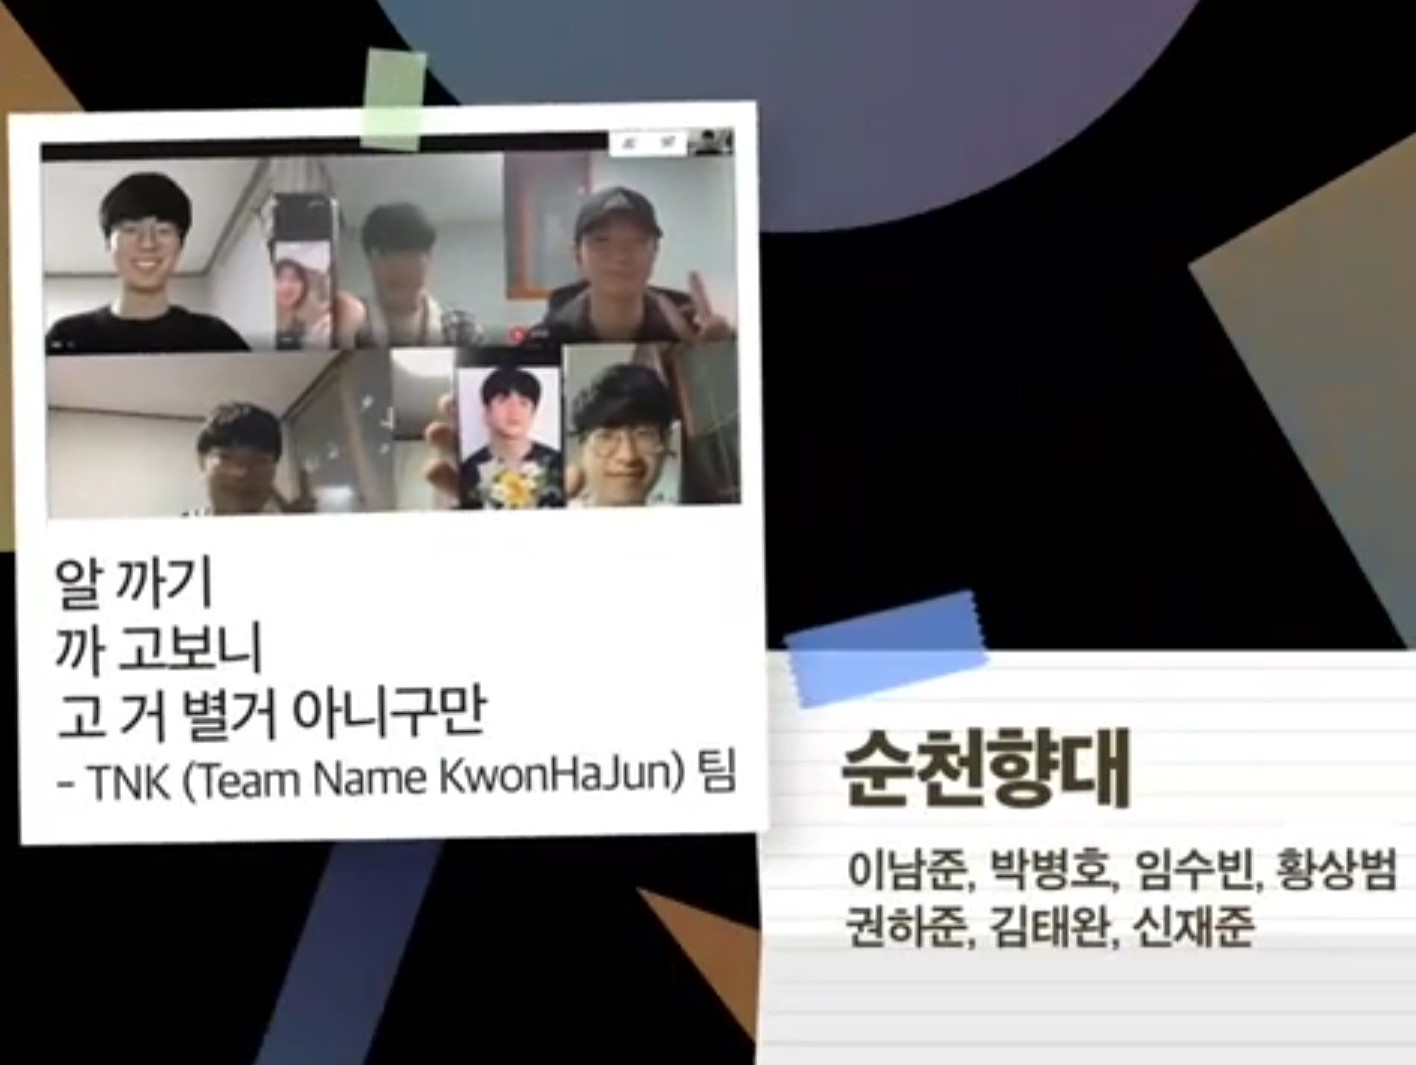 알 까기
까 고보니
고 거 별거 아니구만
- TNK (Team Name KwonHaJun) 팀
순천향대
이남준, 박병호, 임수빈, 황상범
권하준, 김태완, 신재준